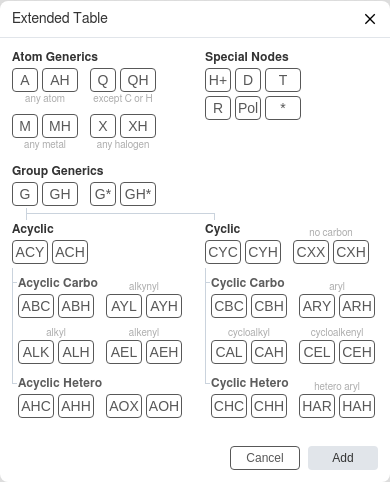 Extended Table
Atom Generics
A AH Q QH
any atom except C or H
M MH X XH
any metal any halogen
Special Nodes
H+ D T
R Pol *
Group Generics
G GH G* GH*
Acyclic
ACY ACH
Acyclic Carbo
alkynyl
ABC ABH AYL AYH
alkyl alkenyl
ALK ALH AEL AEH
Acyclic Hetero
AHC AHH AOX AOH
Cyclic
no carbon
CYC CYH CXX CXH
Cyclic Carbo
aryl
CBC CBH ARY ARH
cycloalkyl cycloalkenyl
CAL CAH CEL CEH
Cyclic Hetero
hetero aryl
CHC CHH HAR HAH
Cancel Add